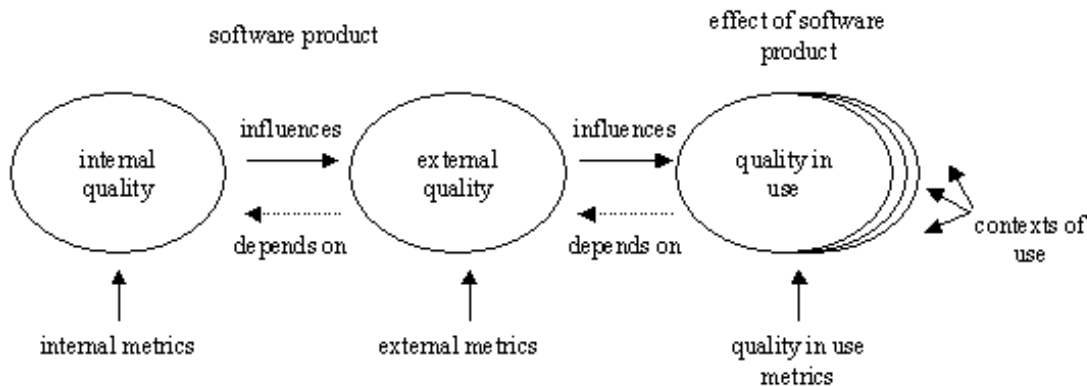 software product
effect of software
product
internal
quality
influences
external
quality
influences
quality in
use
depends on
depends on
contexts of
use
internal metrics
external metrics
quality in use
metrics